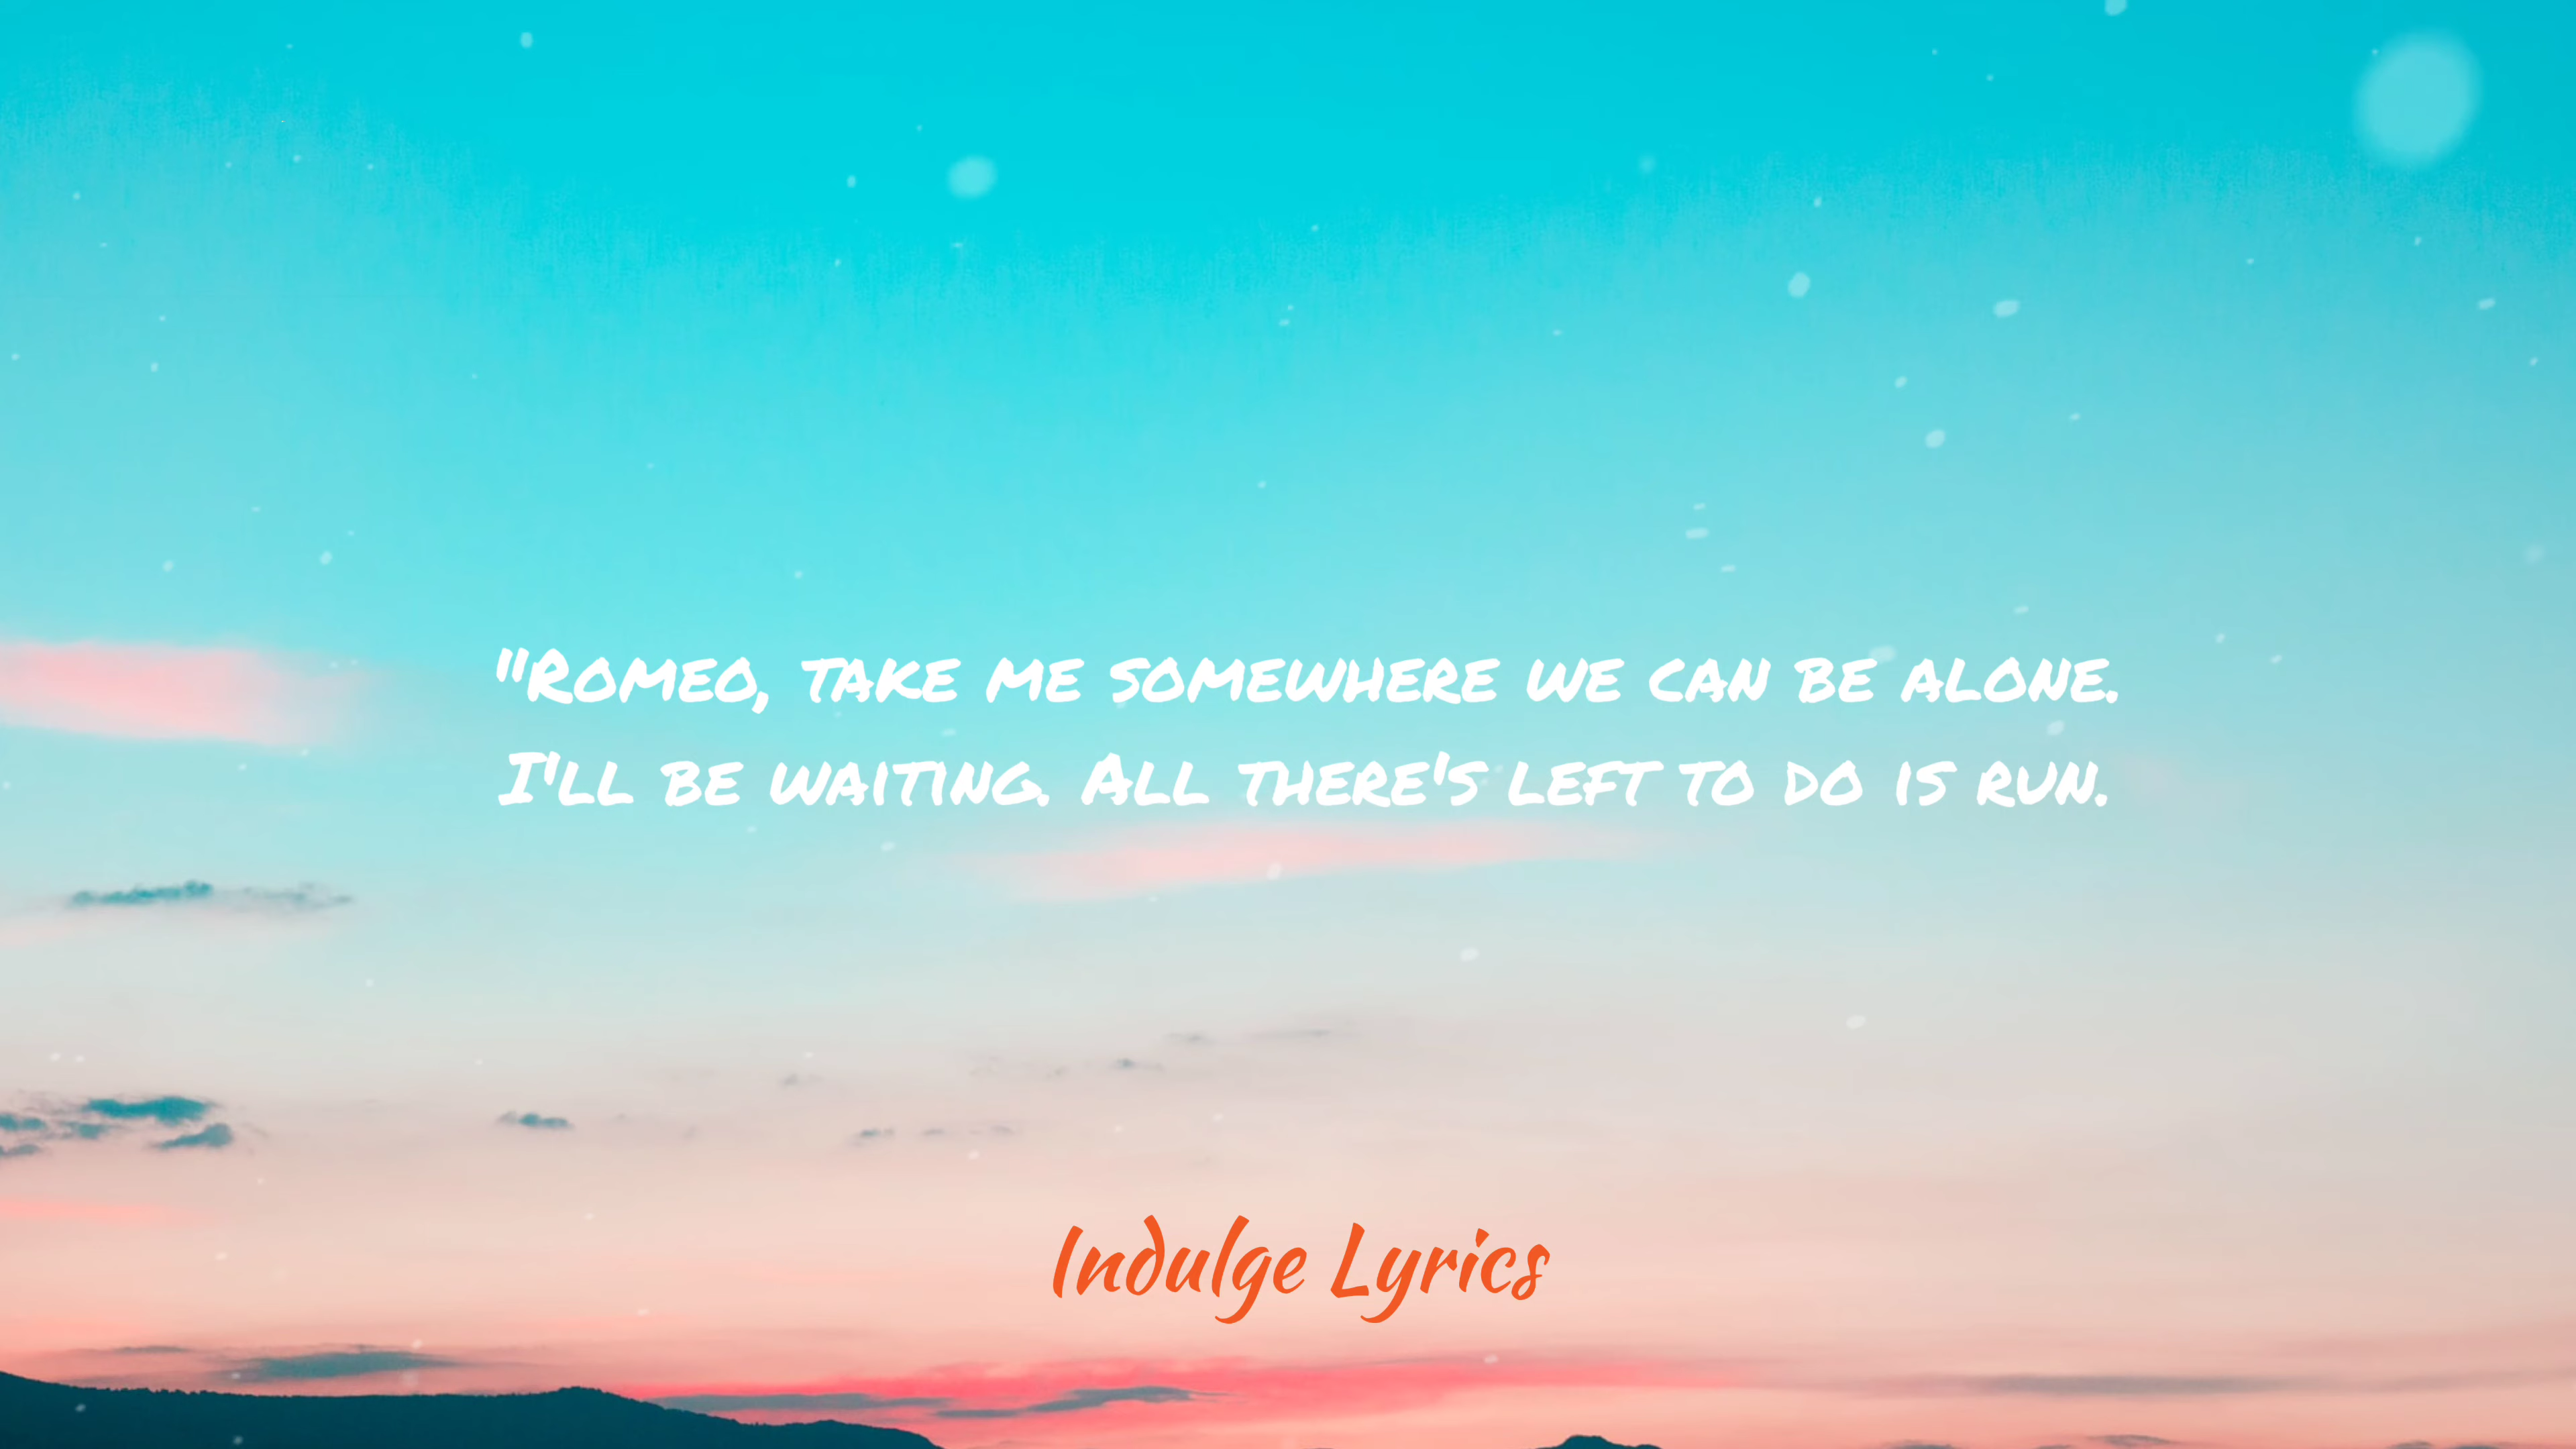 "Romeo, take me somewhere we can be alone.
I'll be waiting. All there's left to do is run.
Indulge Lyrics